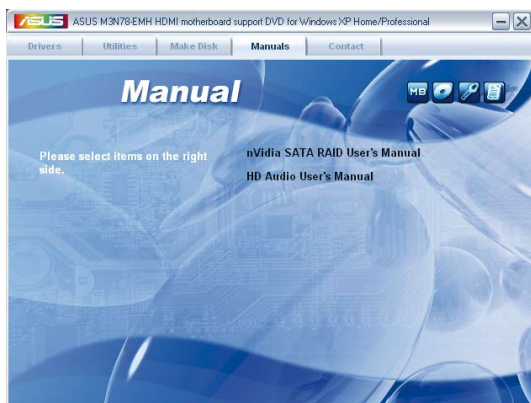 ASUS ASUS M3N78-EMH HDMI motherboard support DVD for Windows XP Home/Professional
Drivers Utilities Make Disk Manuals Contact
Manual
MB
Please select items on the right
side.
nVidia SATA RAID User's Manual
HD Audio User's Manual